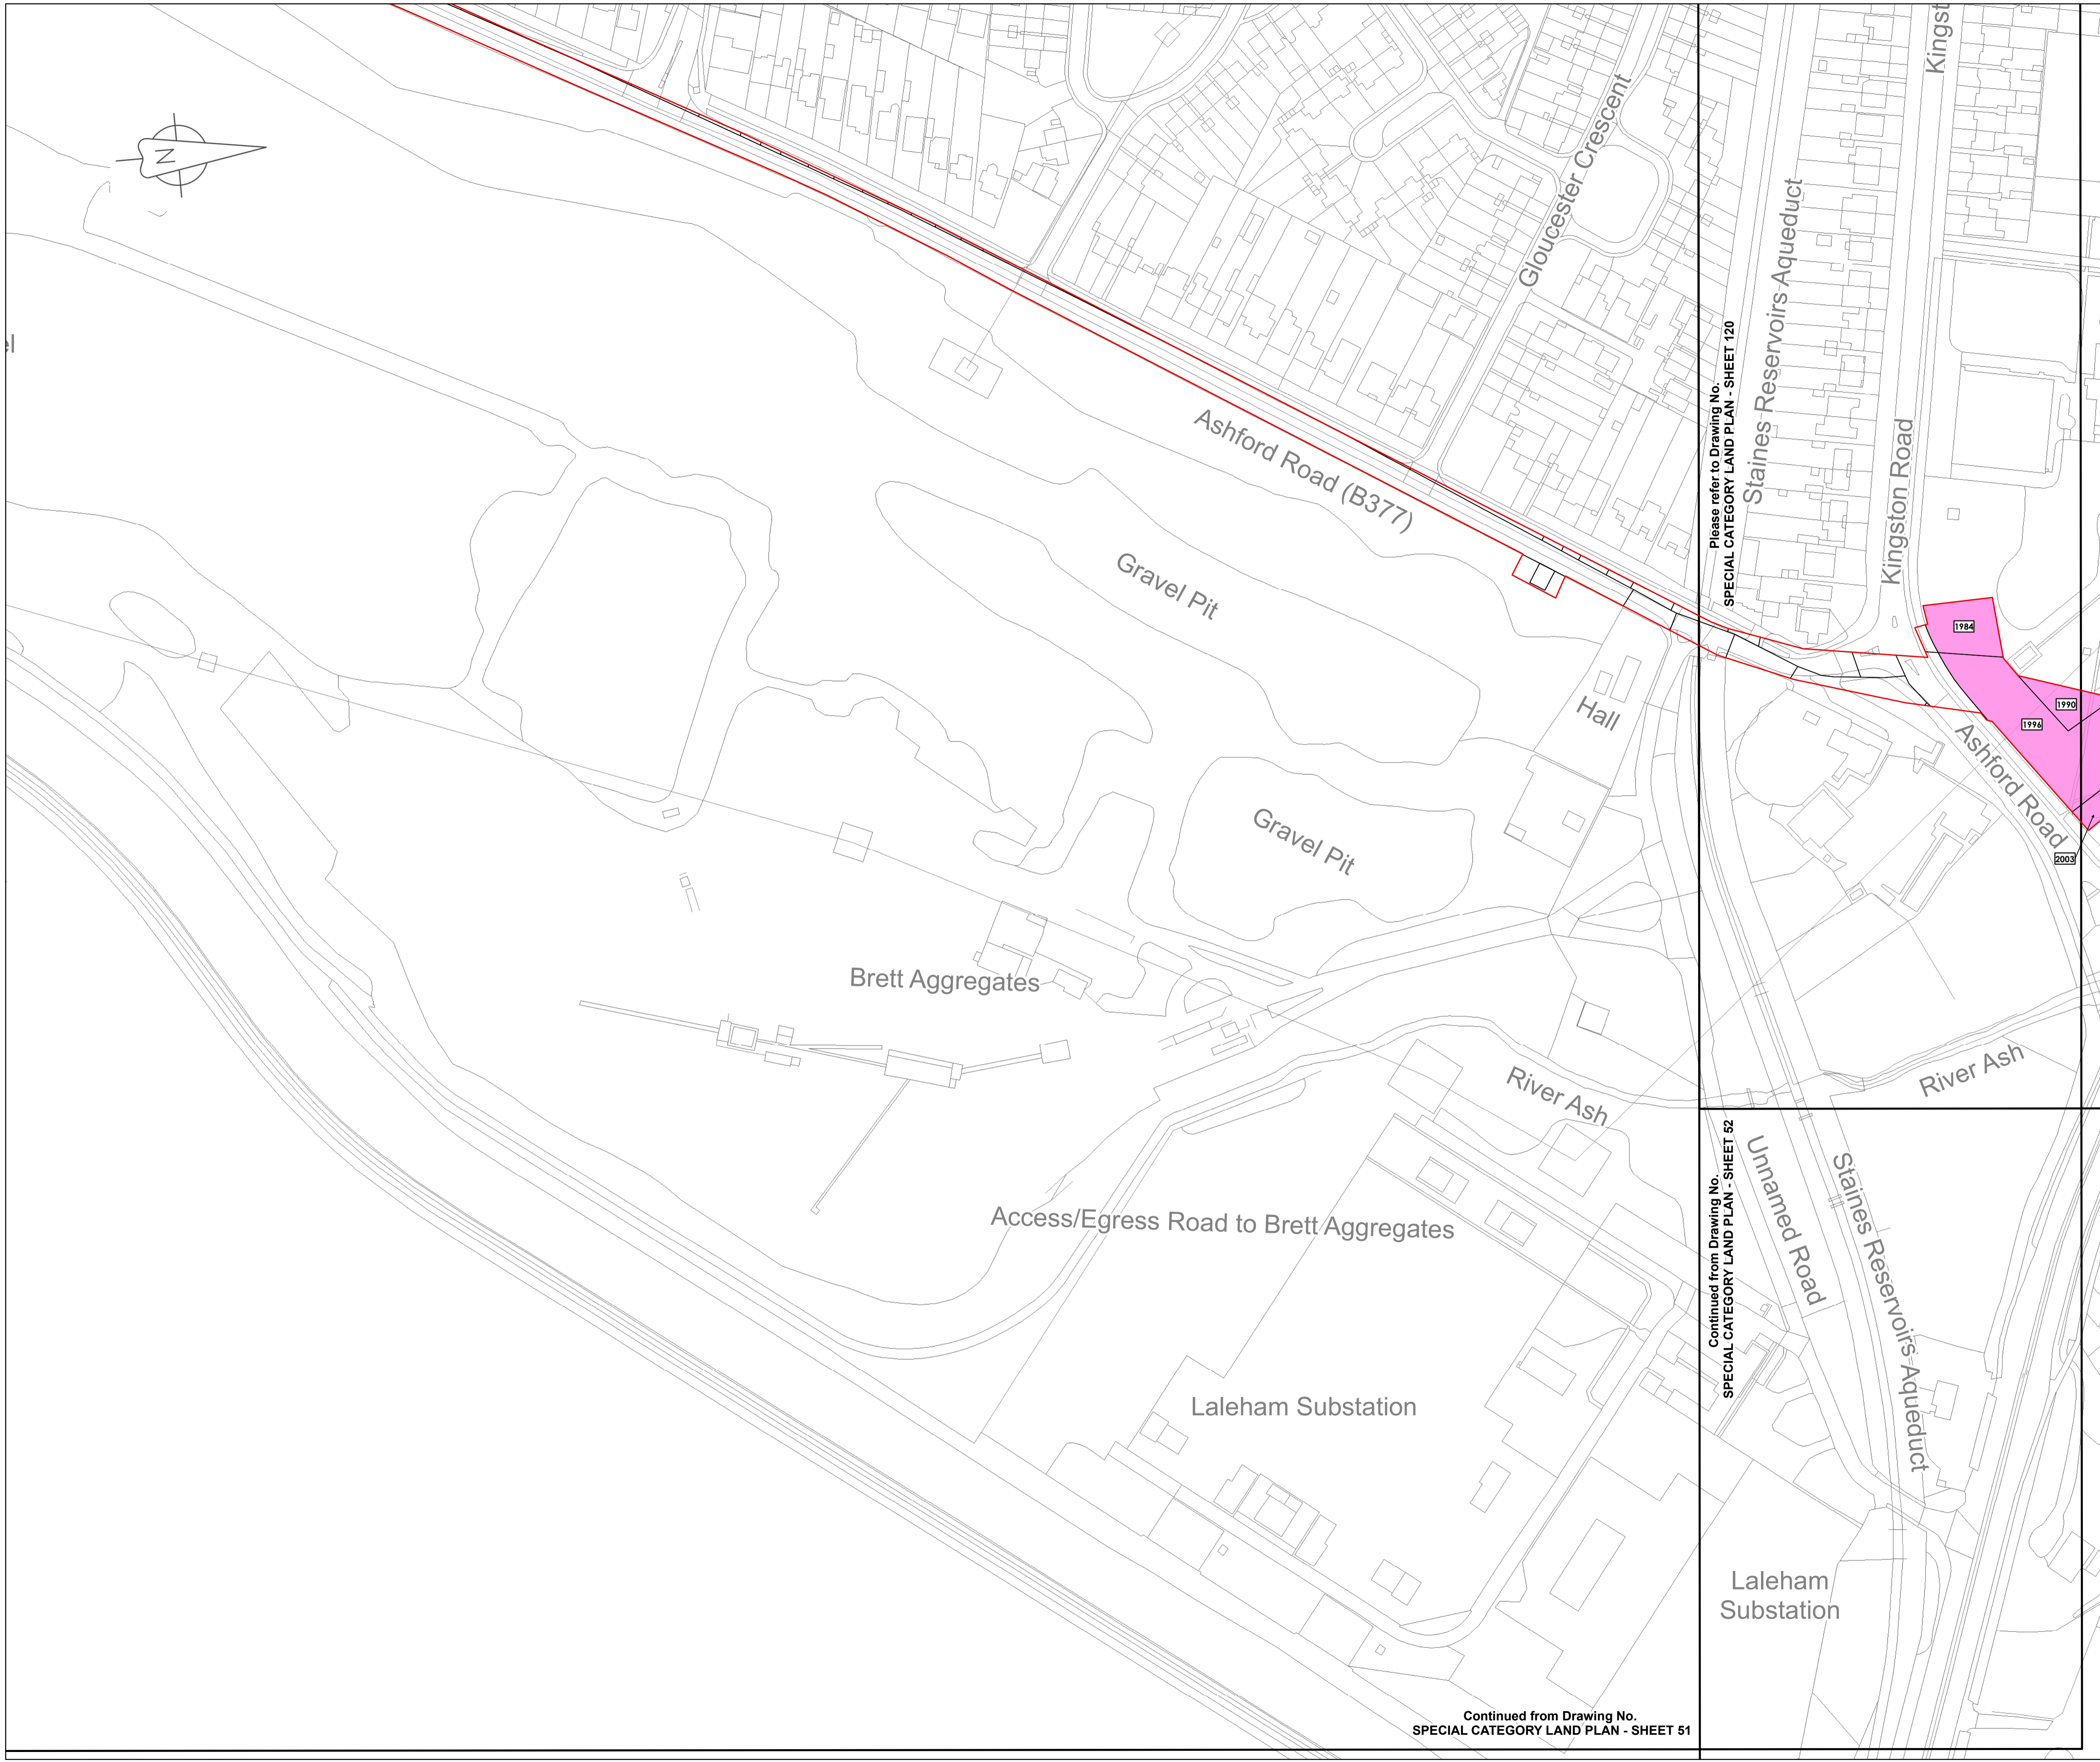 Kingst
N
Gloucester Crescent
Staines Reservoirs Aqueduct
Please refer to Drawing No.
SPECIAL CATEGORY LAND PLAN - SHEET 120
el
Ashford Road (B377)
Kingston Road
Gravel Pit
1984
Hall
1990
1996
Ashford Road
Gravel Pit
2003
Brett Aggregates
River Ash
River Ash
Continued from Drawing No.
SPECIAL CATEGORY LAND PLAN - SHEET 52
Unnamed Road
Staines Reservoirs Aqueduct
Access/Egress Road to Brett Aggregates
Laleham Substation
Laleham
Substation
Continued from Drawing No.
SPECIAL CATEGORY LAND PLAN - SHEET 51